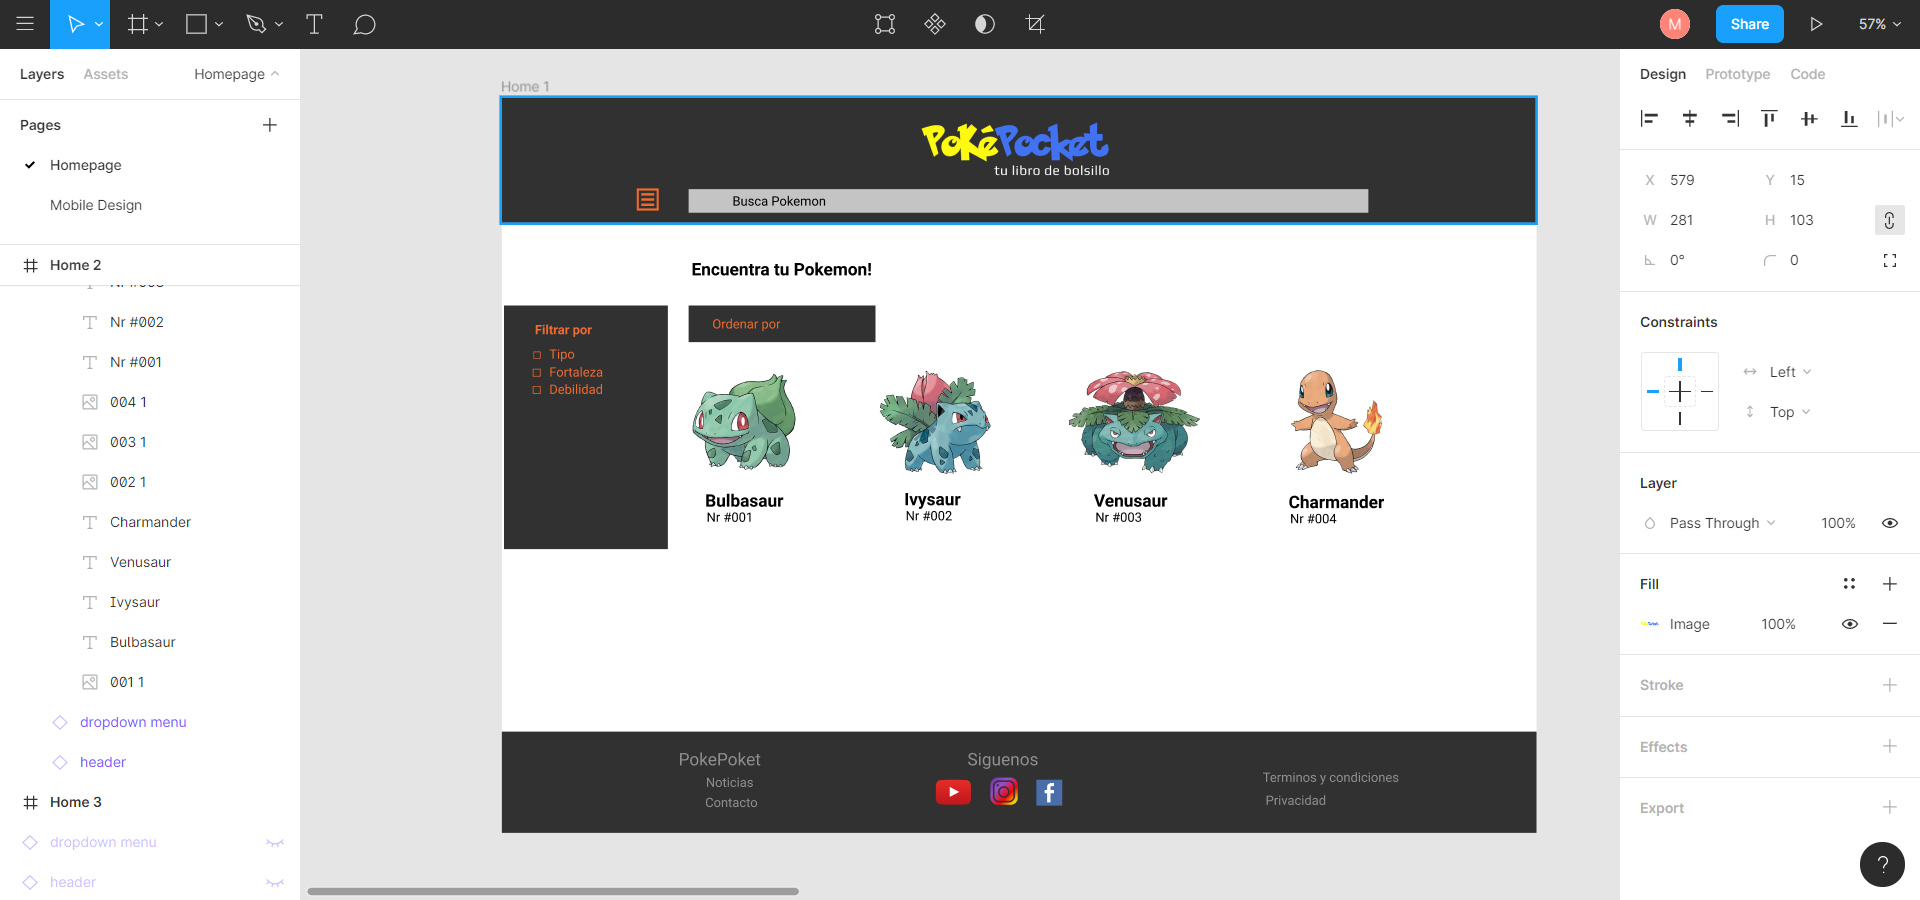 M
Share
57%
Layers
Assets
Homepage
Pages
Homepage
Mobile Design
Home 2
Nr #002
Nr #001
004 1
003 1
002 1
Charmander
Venusaur
Ivysaur
Bulbasaur
001 1
dropdown menu
header
Home 3
dropdown menu
header
Home 1
PoképocKet
tu libro de bolsillo
Busca Pokemon
Encuentra tu Pokemon!
Filtrar por
Tipo
Fortaleza
Debilidad
Ordenar por
Bulbasaur
Nr #001
Ivysaur
Nr #002
Venusaur
Nr #003
Charmander
Nr #004
PokePoket
Noticias
Contacto
Siguenos
Terminos y condiciones
Privacidad
Design
Prototype
Code
X 579
Y 15
W 281
H 103
0°
0
Constraints
Left
Top
Layer
Pass Through
100%
Fill
Image
100%
Stroke
Effects
Export
?